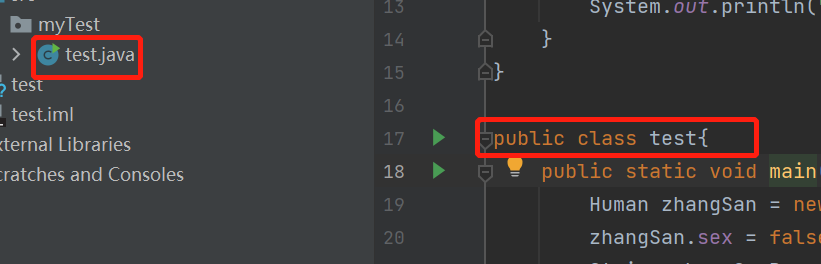 myTest
test.java
test
test.iml
xternal Libraries
cratches and Consoles
13 System.out.println(
14 }
15 }
16
17 public class test{
18 public static void main
19 Human zhangSan = new
20 zhangSan.sex = false